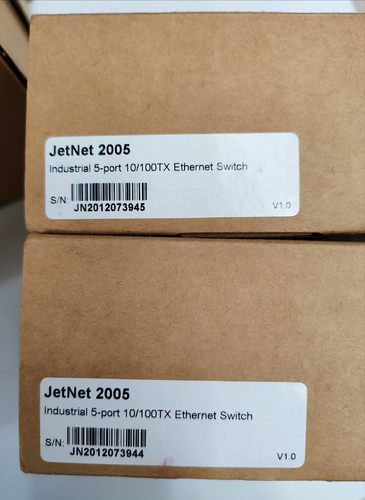 JetNet 2005
Industrial 5-port 10/100TX Ethernet Switch
S/N:
JN2012073945
V1.0
JetNet 2005
Industrial 5-port 10/100TX Ethernet Switch
S/N:
JN2012073944
V1.0